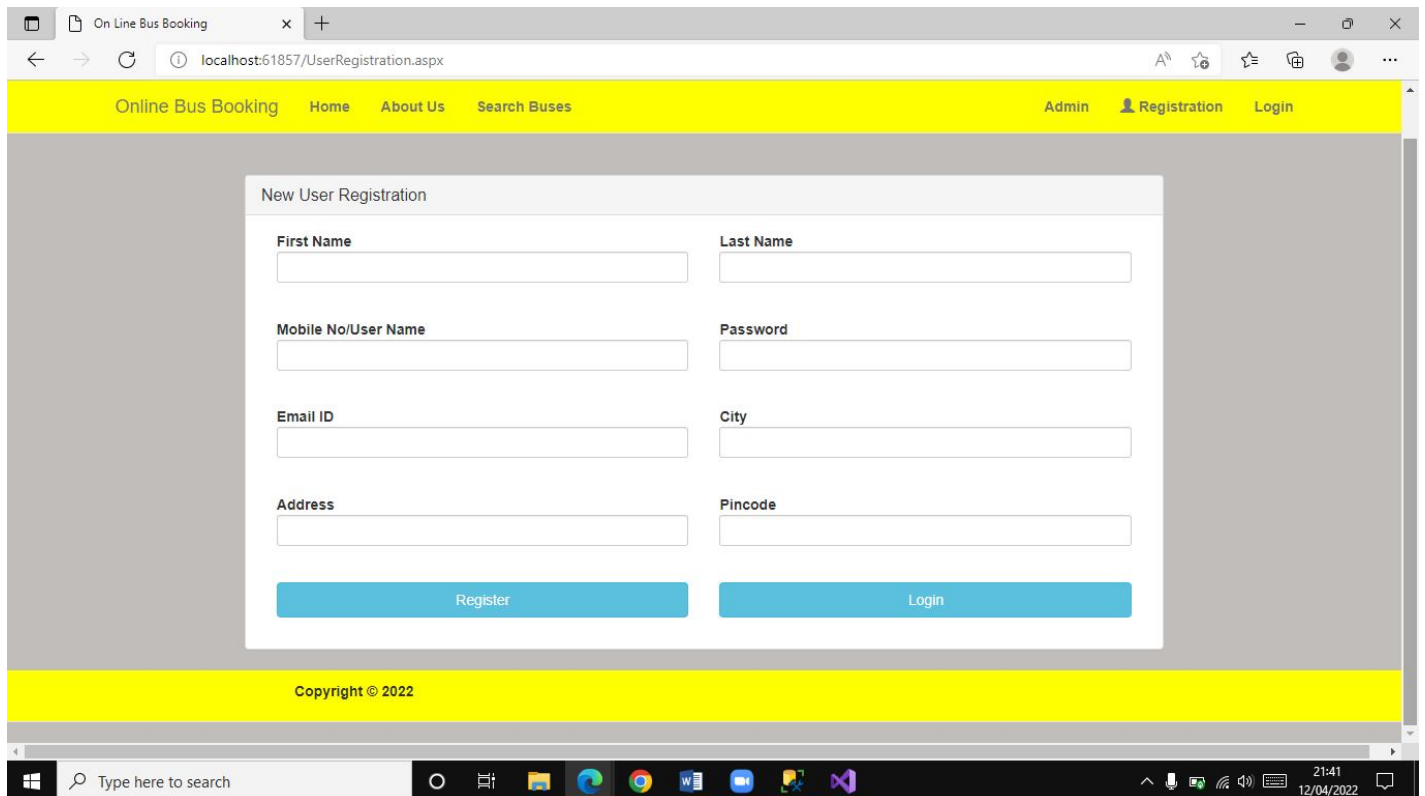 On Line Bus Booking
localhost:61857/UserRegistration.aspx
Online Bus Booking Home About Us Search Buses Admin Registration Login
New User Registration
First Name Last Name
Mobile No/User Name Password
Email ID City
Address Pincode
Register Login
Copyright © 2022
Type here to search
21:41
12/04/2022